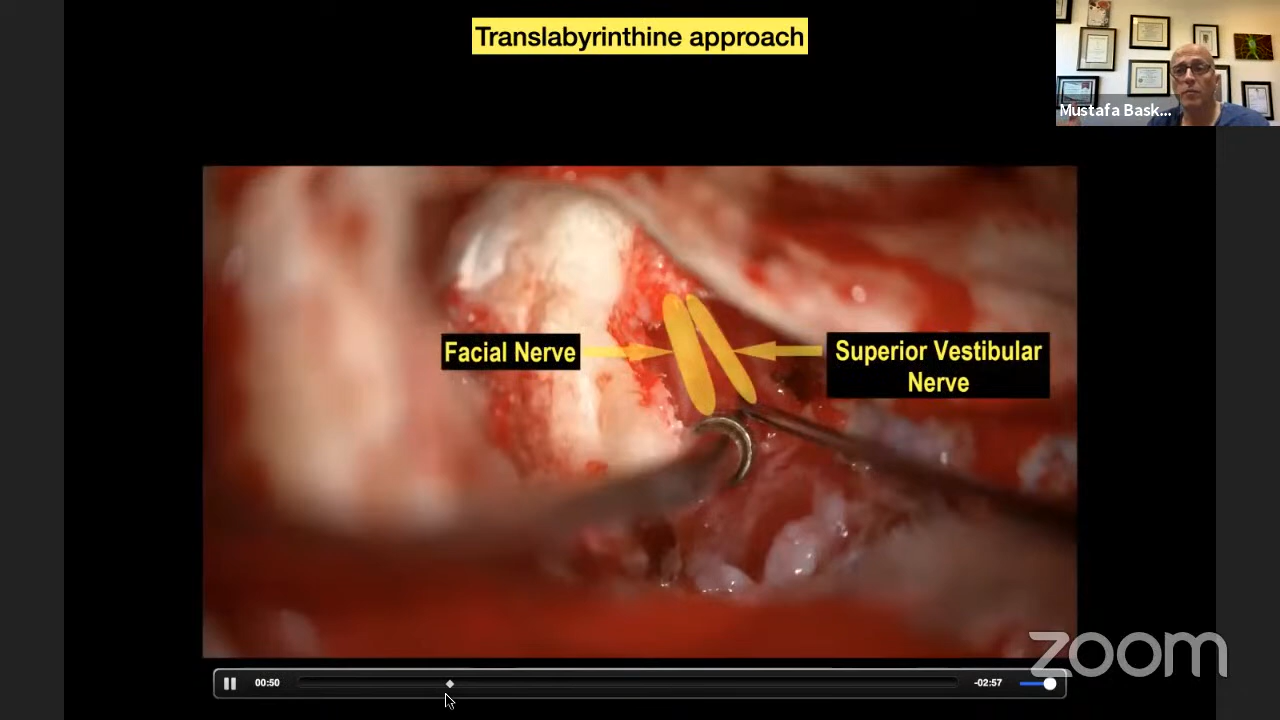 Translabyrinthine approach
Mustafa Bask...
Facial Nerve
Superior Vestibular
Nerve
00:50
-02:57
zoom